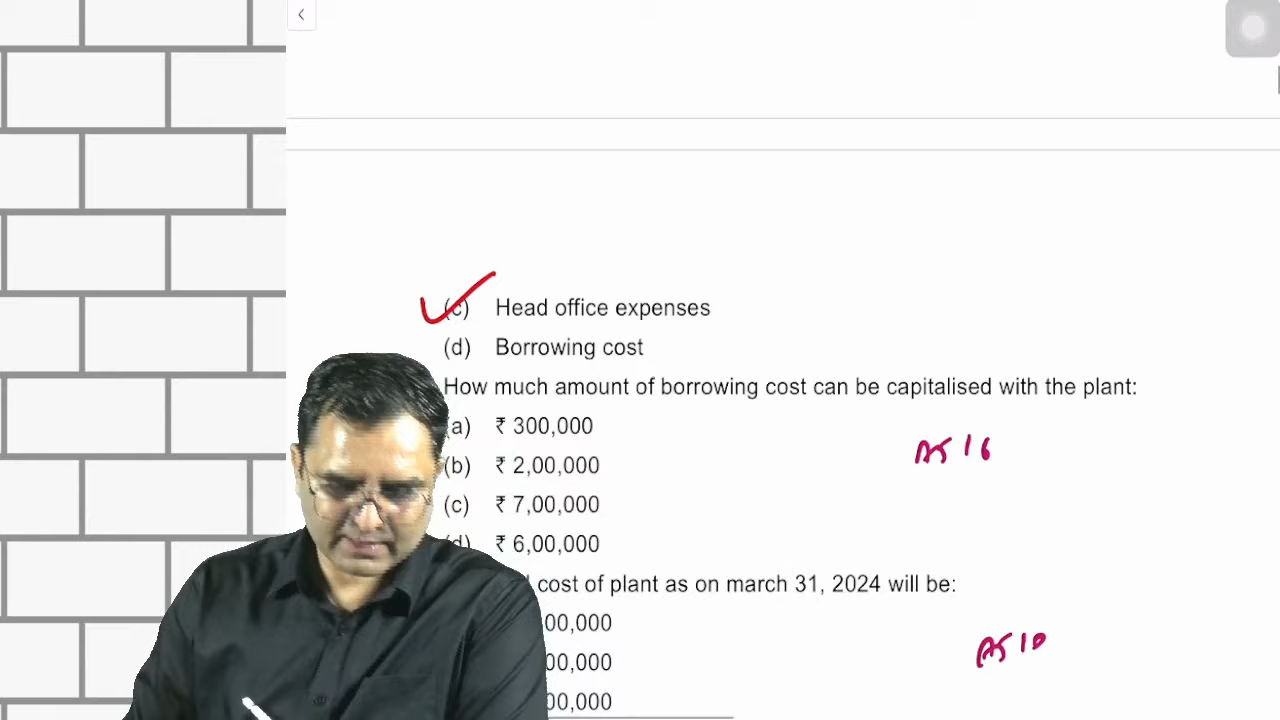 (c) Head office expenses
(d) Borrowing cost
How much amount of borrowing cost can be capitalised with the plant:
(a) ₹ 300,000
AS 16
(b) ₹ 2,00,000
(c) ₹ 7,00,000
(d) ₹ 6,00,000
cost of plant as on march 31, 2024 will be:
00,000
AS 10
00,000
00,000